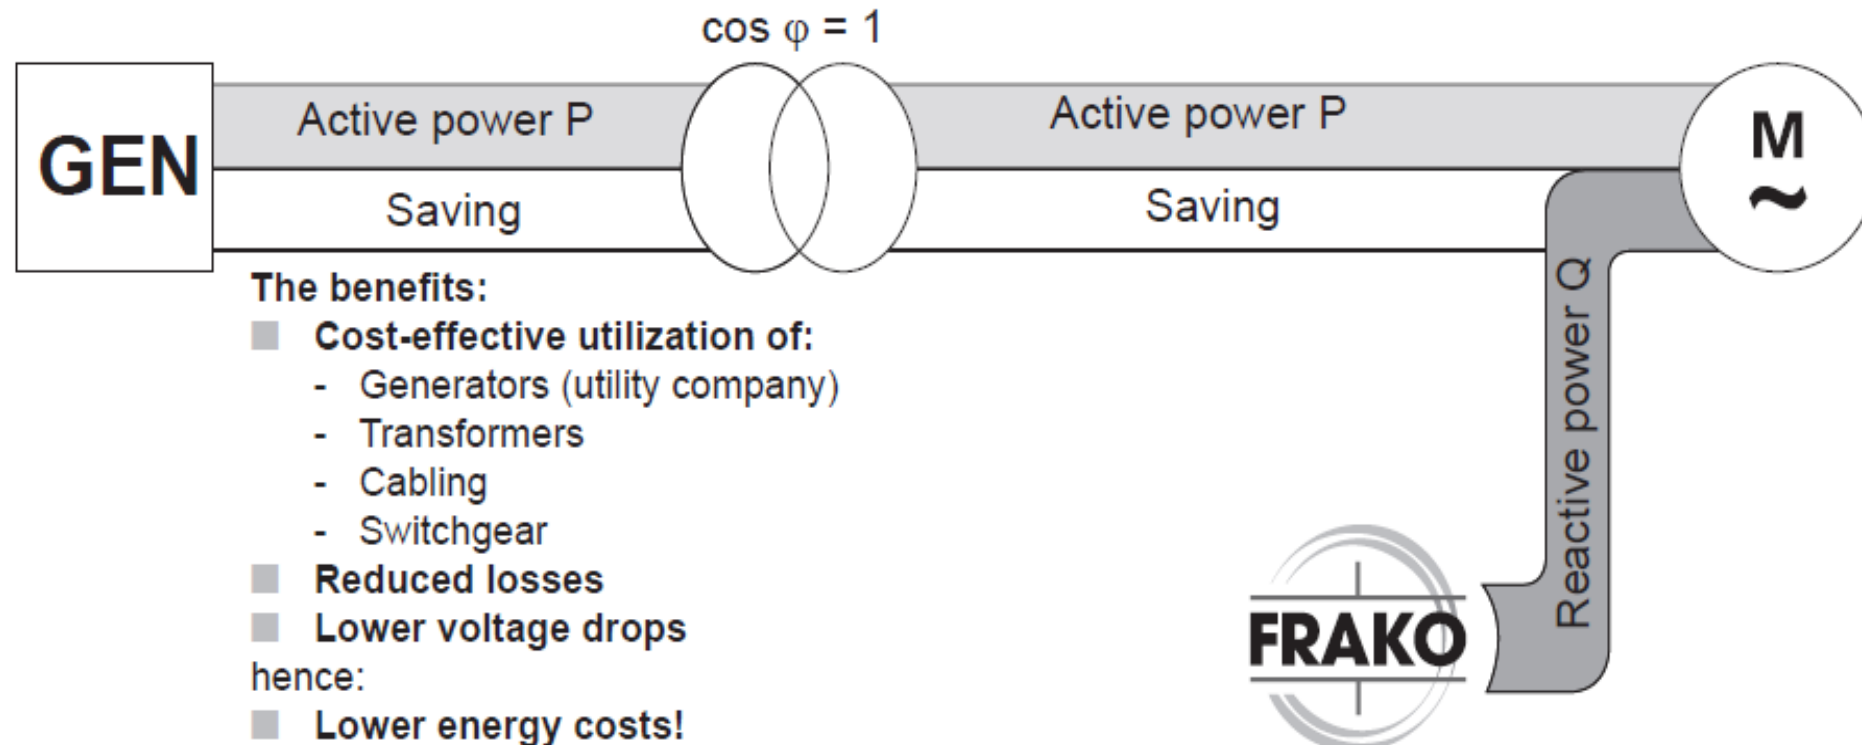 cos φ = 1
GEN
Active power P
Active power P
M
~
Saving
Saving
Reactive power Q
The benefits:
Cost-effective utilization of:
- Generators (utility company)
- Transformers
- Cabling
- Switchgear
Reduced losses
Lower voltage drops
hence:
Lower energy costs!
FRAKO